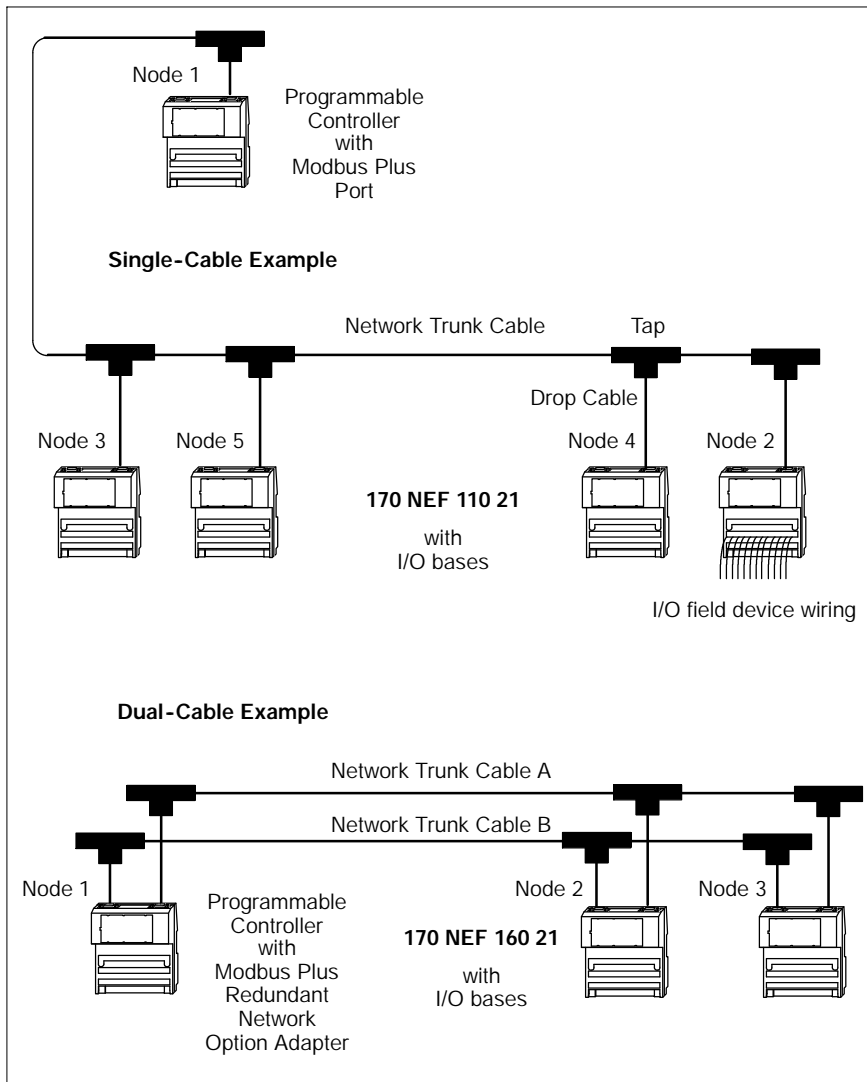 Node 1
Programmable
Controller
with
Modbus Plus
Port
Single-Cable Example
Network Trunk Cable
Tap
Drop Cable
Node 3
Node 5
Node 4
Node 2
170 NEF 110 21
with
I/O bases
I/O field device wiring
Dual-Cable Example
Network Trunk Cable A
Network Trunk Cable B
Node 1
Node 2
Node 3
Programmable
Controller
with
Modbus Plus
Redundant
Network
Option Adapter
170 NEF 160 21
with
I/O bases